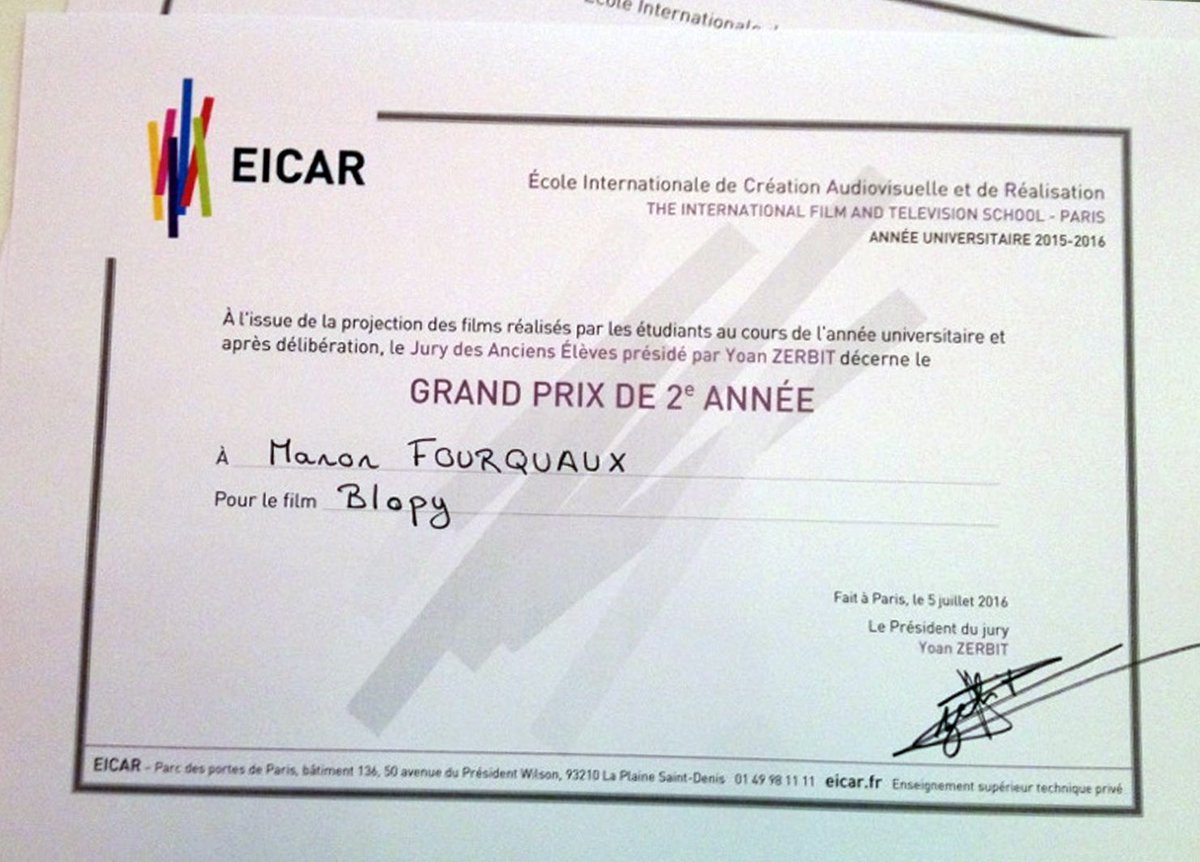 École Internationale d
EICAR
École Internationale de Création Audiovisuelle et de Réalisation
THE INTERNATIONAL FILM AND TELEVISION SCHOOL - PARIS
ANNÉE UNIVERSITAIRE 2015-2016
À l'issue de la projection des films réalisés par les étudiants au cours de l'année universitaire et
après délibération, le Jury des Anciens Élèves présidé par Yoan ZERBIT décerne le
GRAND PRIX DE 2e ANNÉE
À Manon FOURQUAUX
Pour le film Blopy
Fait à Paris, le 5 juillet 2016
Le Président du jury
Yoan ZERBIT
EICAR - Parc des portes de Paris, bâtiment 136, 50 avenue du Président Wilson, 93210 La Plaine Saint-Denis 01 49 98 11 11 eicar.fr Enseignement supérieur technique privé